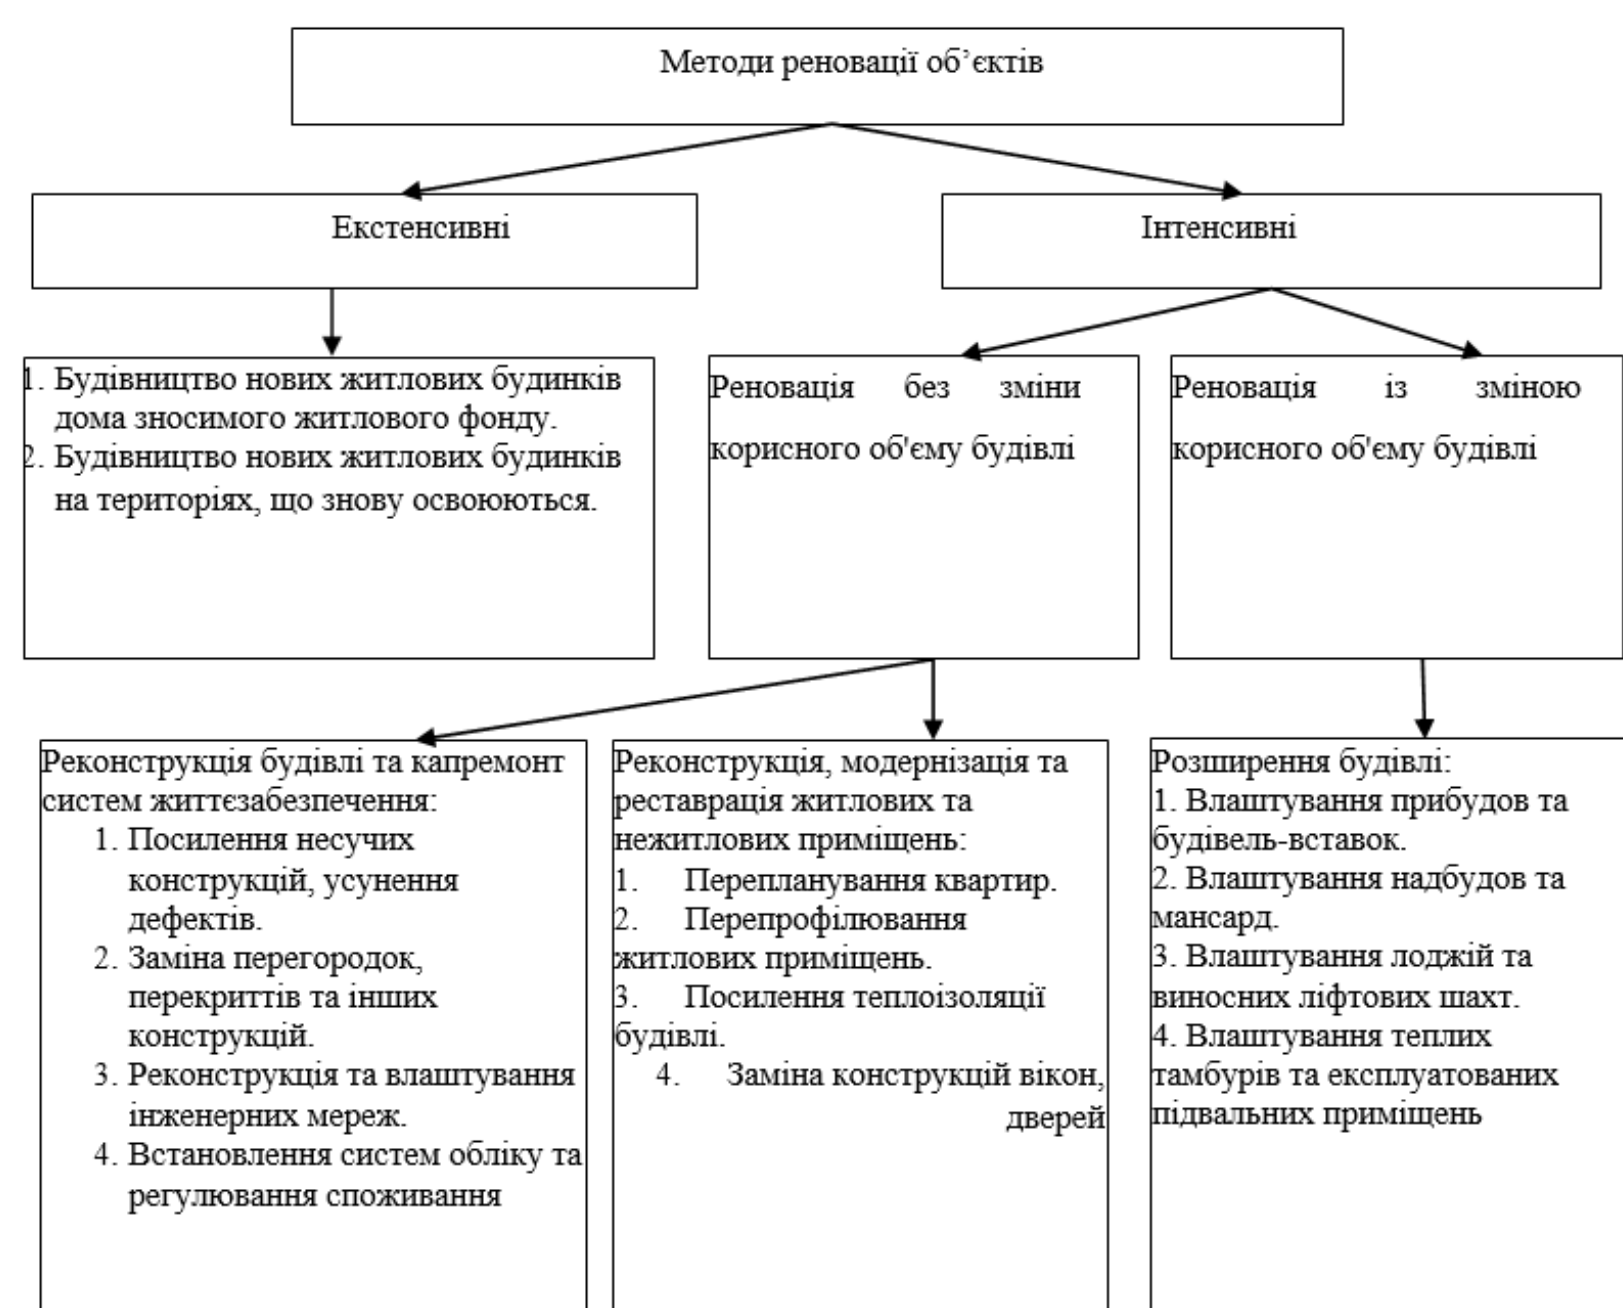 Методи реновації об’єктів
Екстенсивні
Інтенсивні
1. Будівництво нових житлових будинків
дома зносимого житлового фонду.
2. Будівництво нових житлових будинків
на територіях, що знову освоюються.
Реновація без зміни
корисного об'єму будівлі
Реновація із зміною
корисного об'єму будівлі
Реконструкція будівлі та капремонт
систем життєзабезпечення:
1. Посилення несучих
конструкцій, усунення
дефектів.
2. Заміна перегородок,
перекриттів та інших
конструкцій.
3. Реконструкція та влаштування
інженерних мереж.
4. Встановлення систем обліку та
регулювання споживання
Реконструкція, модернізація та
реставрація житлових та
нежитлових приміщень:
1. Перепланування квартир.
2. Перепрофілювання
житлових приміщень.
3. Посилення теплоізоляції
будівлі.
4. Заміна конструкцій вікон,
дверей
Розширення будівлі:
1. Влаштування прибудов та
будівель-вставок.
2. Влаштування надбудов та
мансард.
3. Влаштування лоджій та
виносних ліфтових шахт.
4. Влаштування теплих
тамбурів та експлуатованих
підвальних приміщень